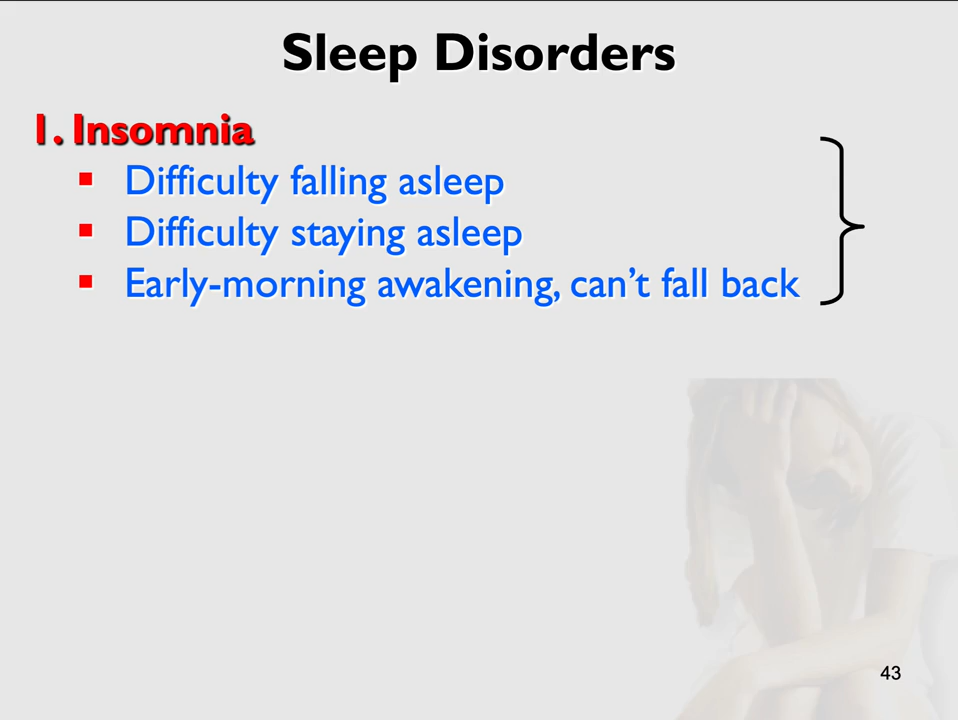 Sleep Disorders
1. Insomnia
▪ Difficulty falling asleep
▪ Difficulty staying asleep
▪ Early-morning awakening, can’t fall back
43